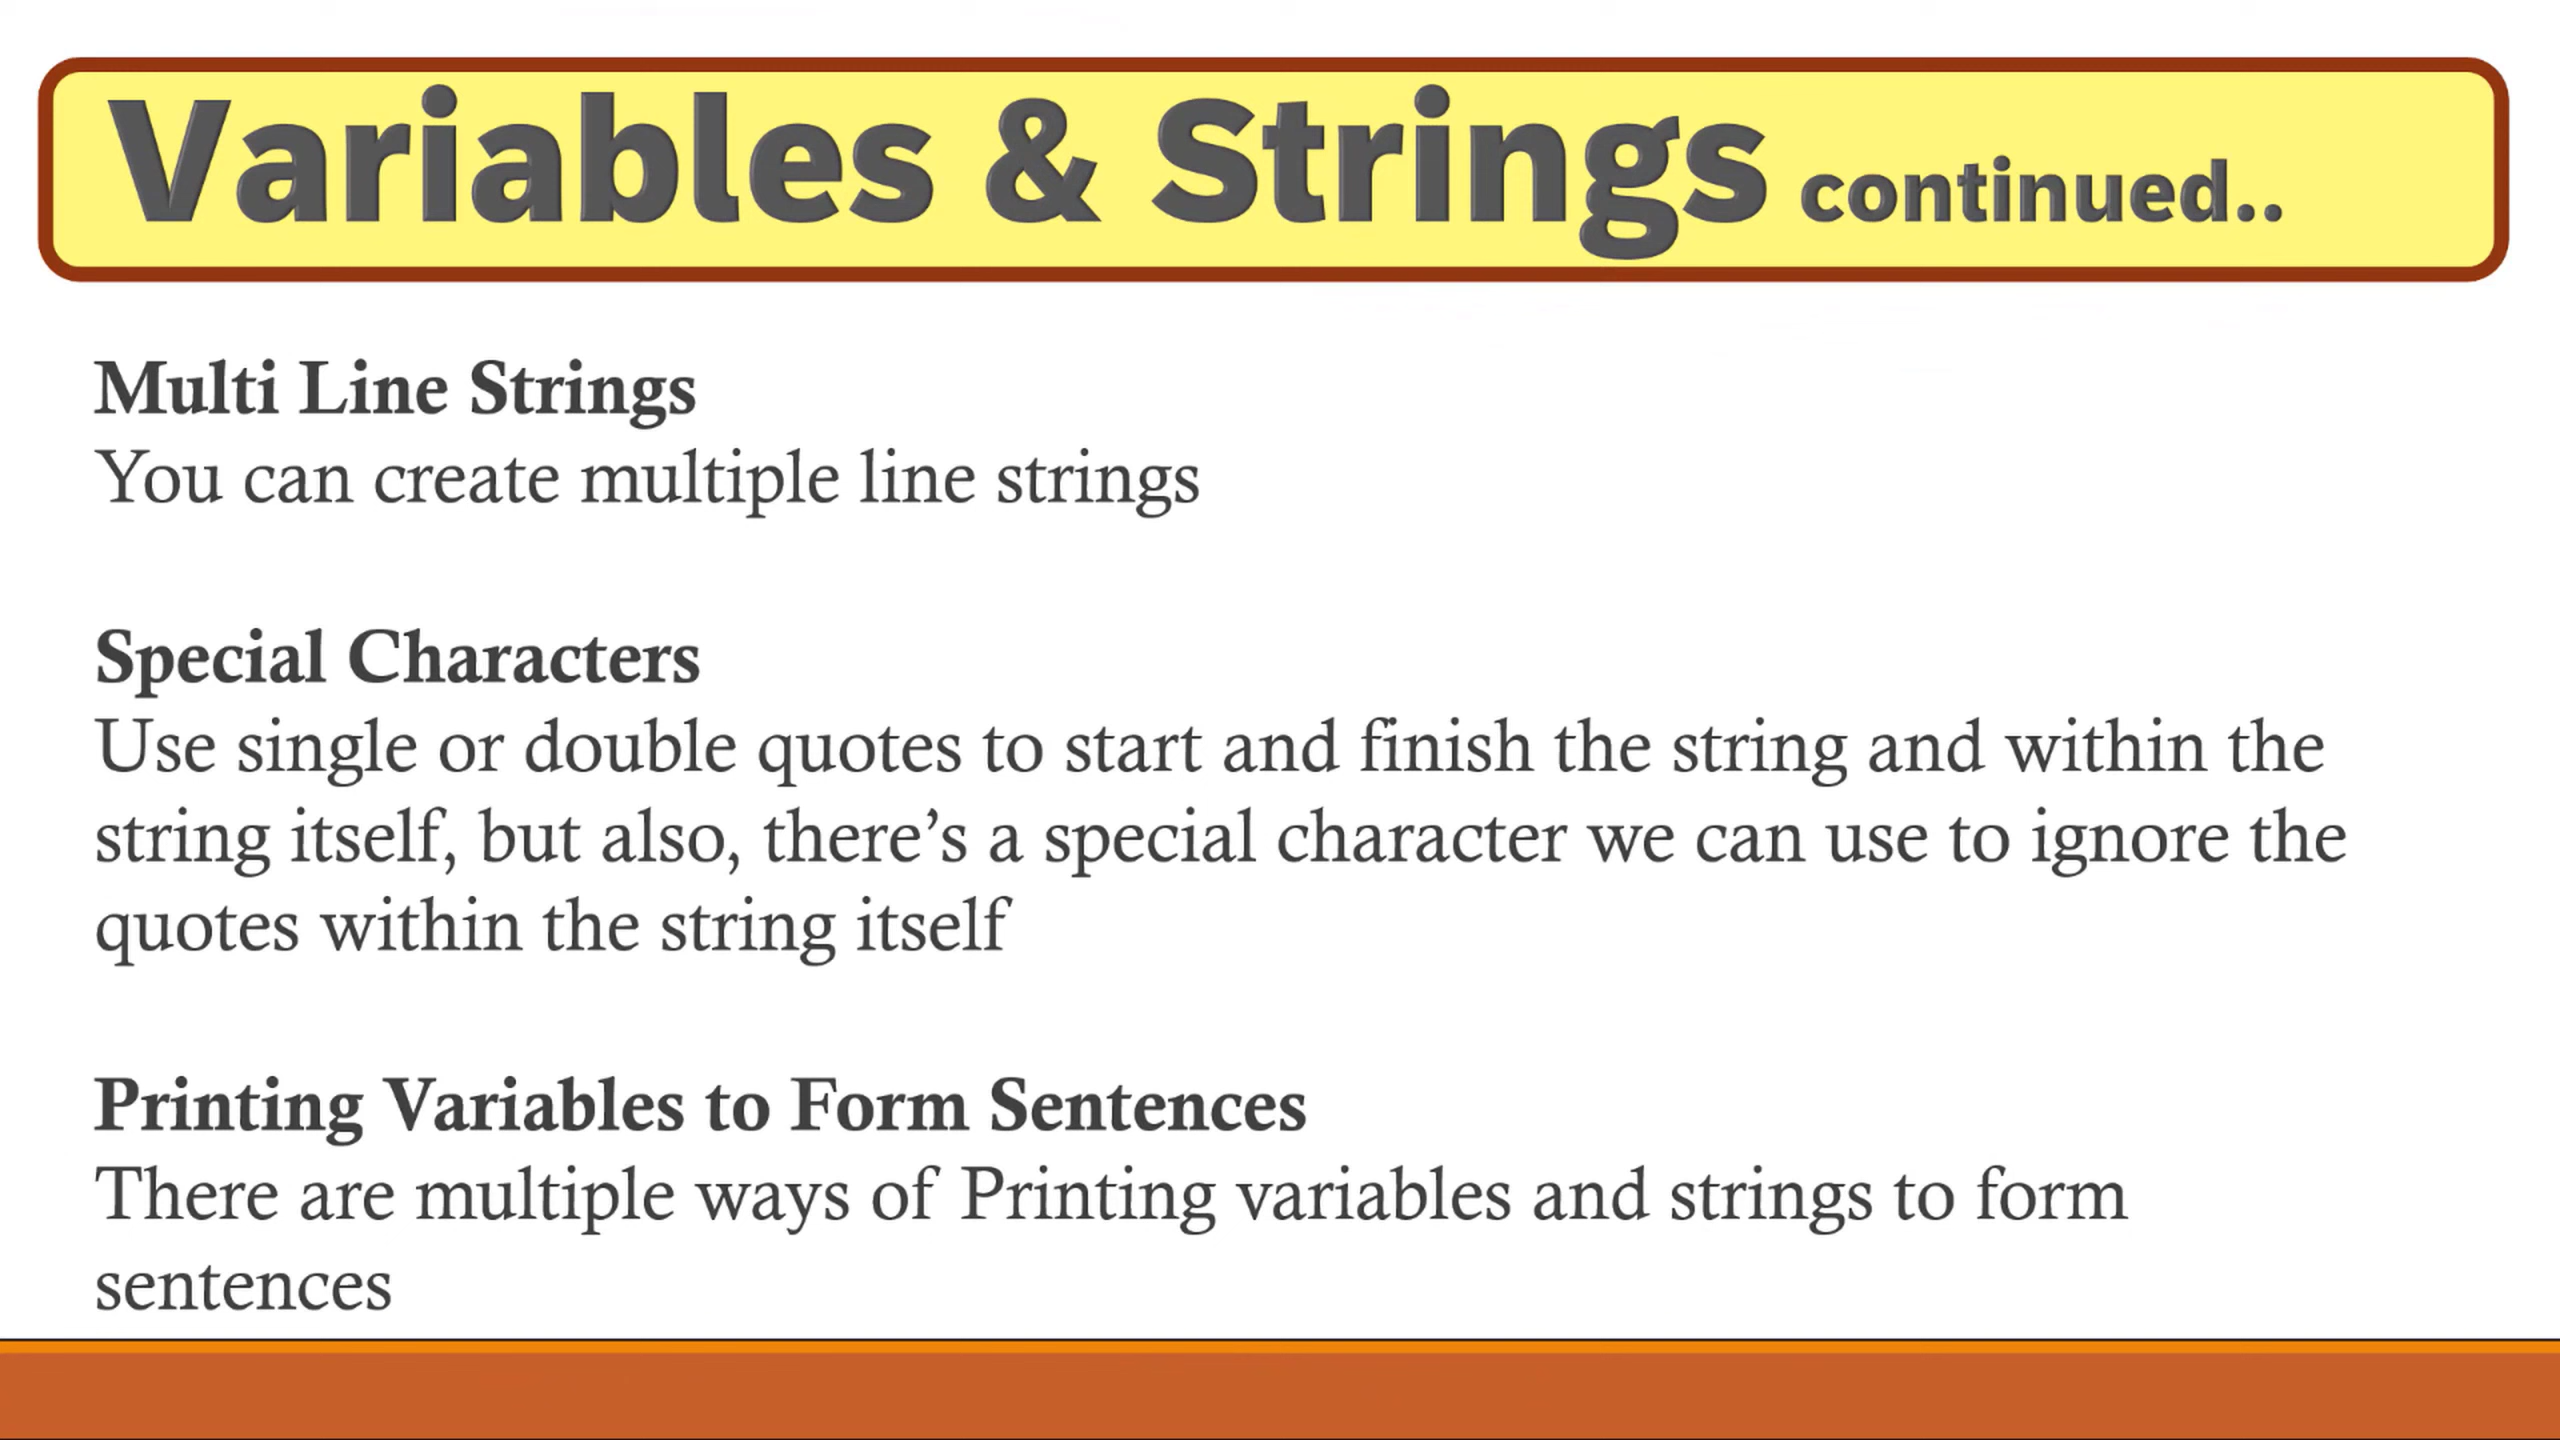 Variables & Strings continued..
Multi Line Strings
You can create multiple line strings
Special Characters
Use single or double quotes to start and finish the string and within the
string itself, but also, there’s a special character we can use to ignore the
quotes within the string itself
Printing Variables to Form Sentences
There are multiple ways of Printing variables and strings to form
sentences